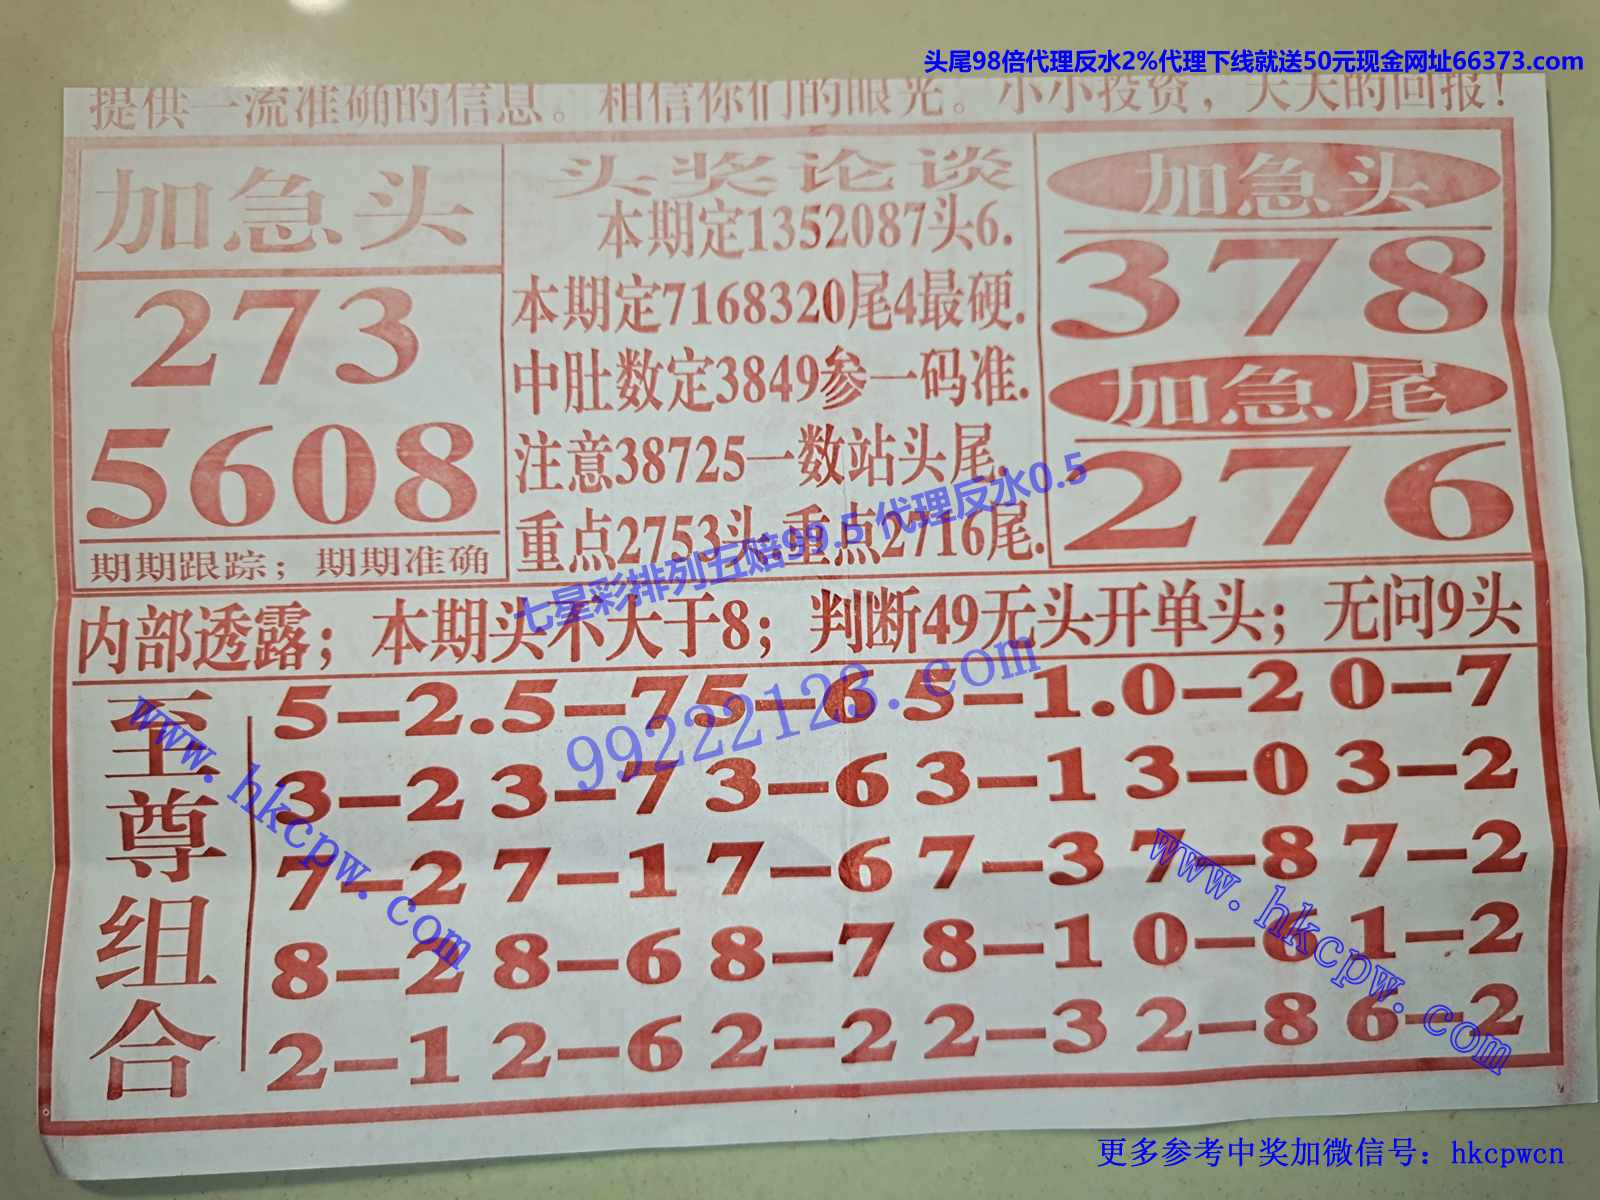 头尾98倍代理反水2%代理下线就送50元现金网址66373.com
提供一流准确的信息。相信你们的眼光。小小投资，天天的回报！
加急头
273
5608
期期跟踪；期期准确
头奖论谈
本期定1352087头6.
本期定7168320尾4最硬.
中肚数定3849参一码准.
注意38725一数站头尾.
重点2753头.重点2716尾.
加急头
378
加急尾
276
七星彩排列五赔99.5 代理反水0.5
内部透露；本期头不大于8；判断49无头开单头；无问9头
99222123.com
至尊组合
5—2.5—75—6 5—1.0—2 0—7
3—2 3—7 3—6 3—1 3—0 3—2
7—2 7—1 7—6 7—3 7—8 7—2
8—2 8—6 8—7 8—1 0—6 1—2
2—1 2—6 2—2 2—3 2—8 6—2
www.hkcpw.com
www.hkcpw.com
更多参考中奖加微信号：hkcpwcn